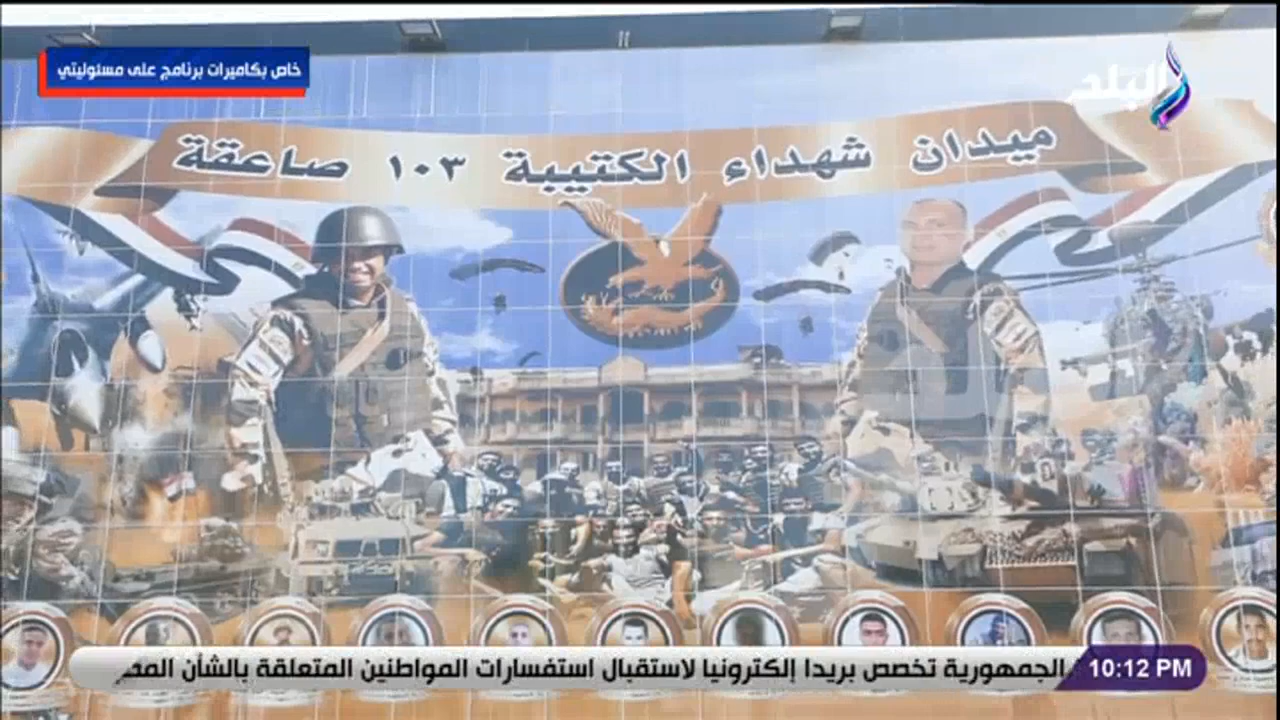 خاص بكاميرات برنامج على مسئوليتي
البلد
ميدان شهداء الكتيبة ١٠٣ صاعقة
الجمهورية تخصص بريدا إلكترونيا لاستقبال استفسارات المواطنين المتعلقة بالشأن
10:12 PM